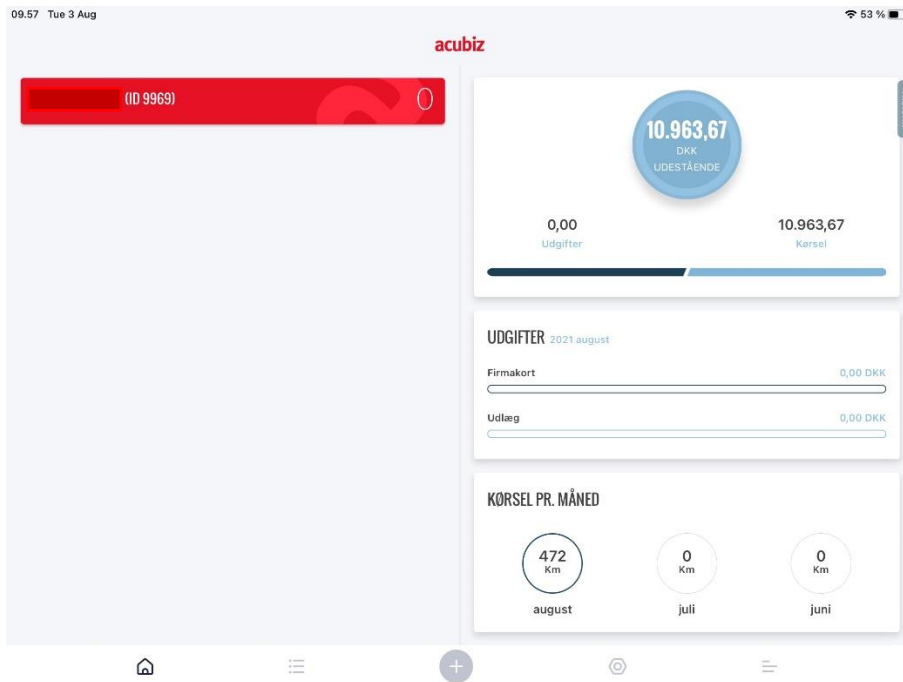 09.57 Tue 3 Aug
53 %
acubiz
(ID 9969)
0
10.963,67
DKK
UDESTÅENDE
0,00
Udgifter
10.963,67
Kørsel
UDGIFTER 2021 august
Firmakort 0,00 DKK
Udlæg 0,00 DKK
KØRSEL PR. MÅNED
472
Km
august
0
Km
juli
0
Km
juni